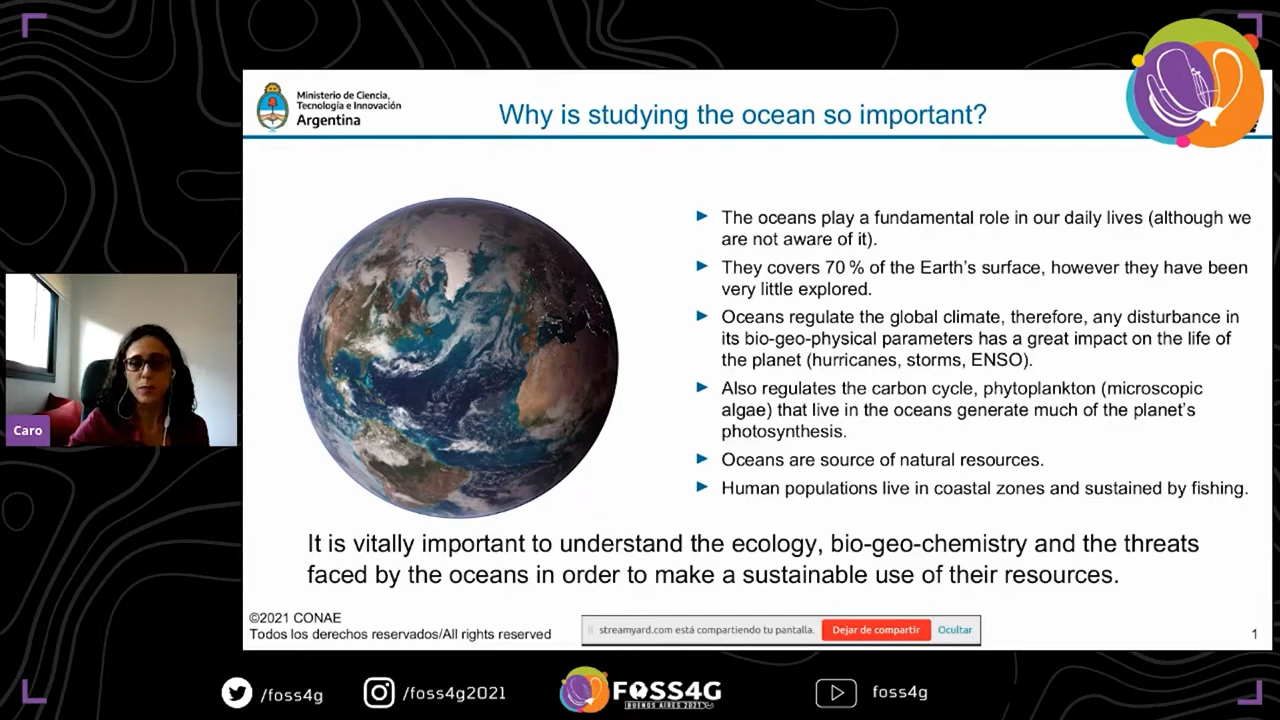 Ministerio de Ciencia,
Tecnología e Innovación
Argentina
Why is studying the ocean so important?
The oceans play a fundamental role in our daily lives (although we
are not aware of it).
They covers 70 % of the Earth's surface, however they have been
very little explored.
Oceans regulate the global climate, therefore, any disturbance in
its bio-geo-physical parameters has a great impact on the life of
the planet (hurricanes, storms, ENSO).
Also regulates the carbon cycle, phytoplankton (microscopic
algae) that live in the oceans generate much of the planet's
photosynthesis.
Oceans are source of natural resources.
Human populations live in coastal zones and sustained by fishing.
Caro
It is vitally important to understand the ecology, bio-geo-chemistry and the threats
faced by the oceans in order to make a sustainable use of their resources.
©2021 CONAE
Todos los derechos reservados/All rights reserved
streamyard.com está compartiendo tu pantalla. Dejar de compartir Ocultar
1
/foss4g /foss4g2021 FOSS4G foss4g
BUENOS AIRES 2021